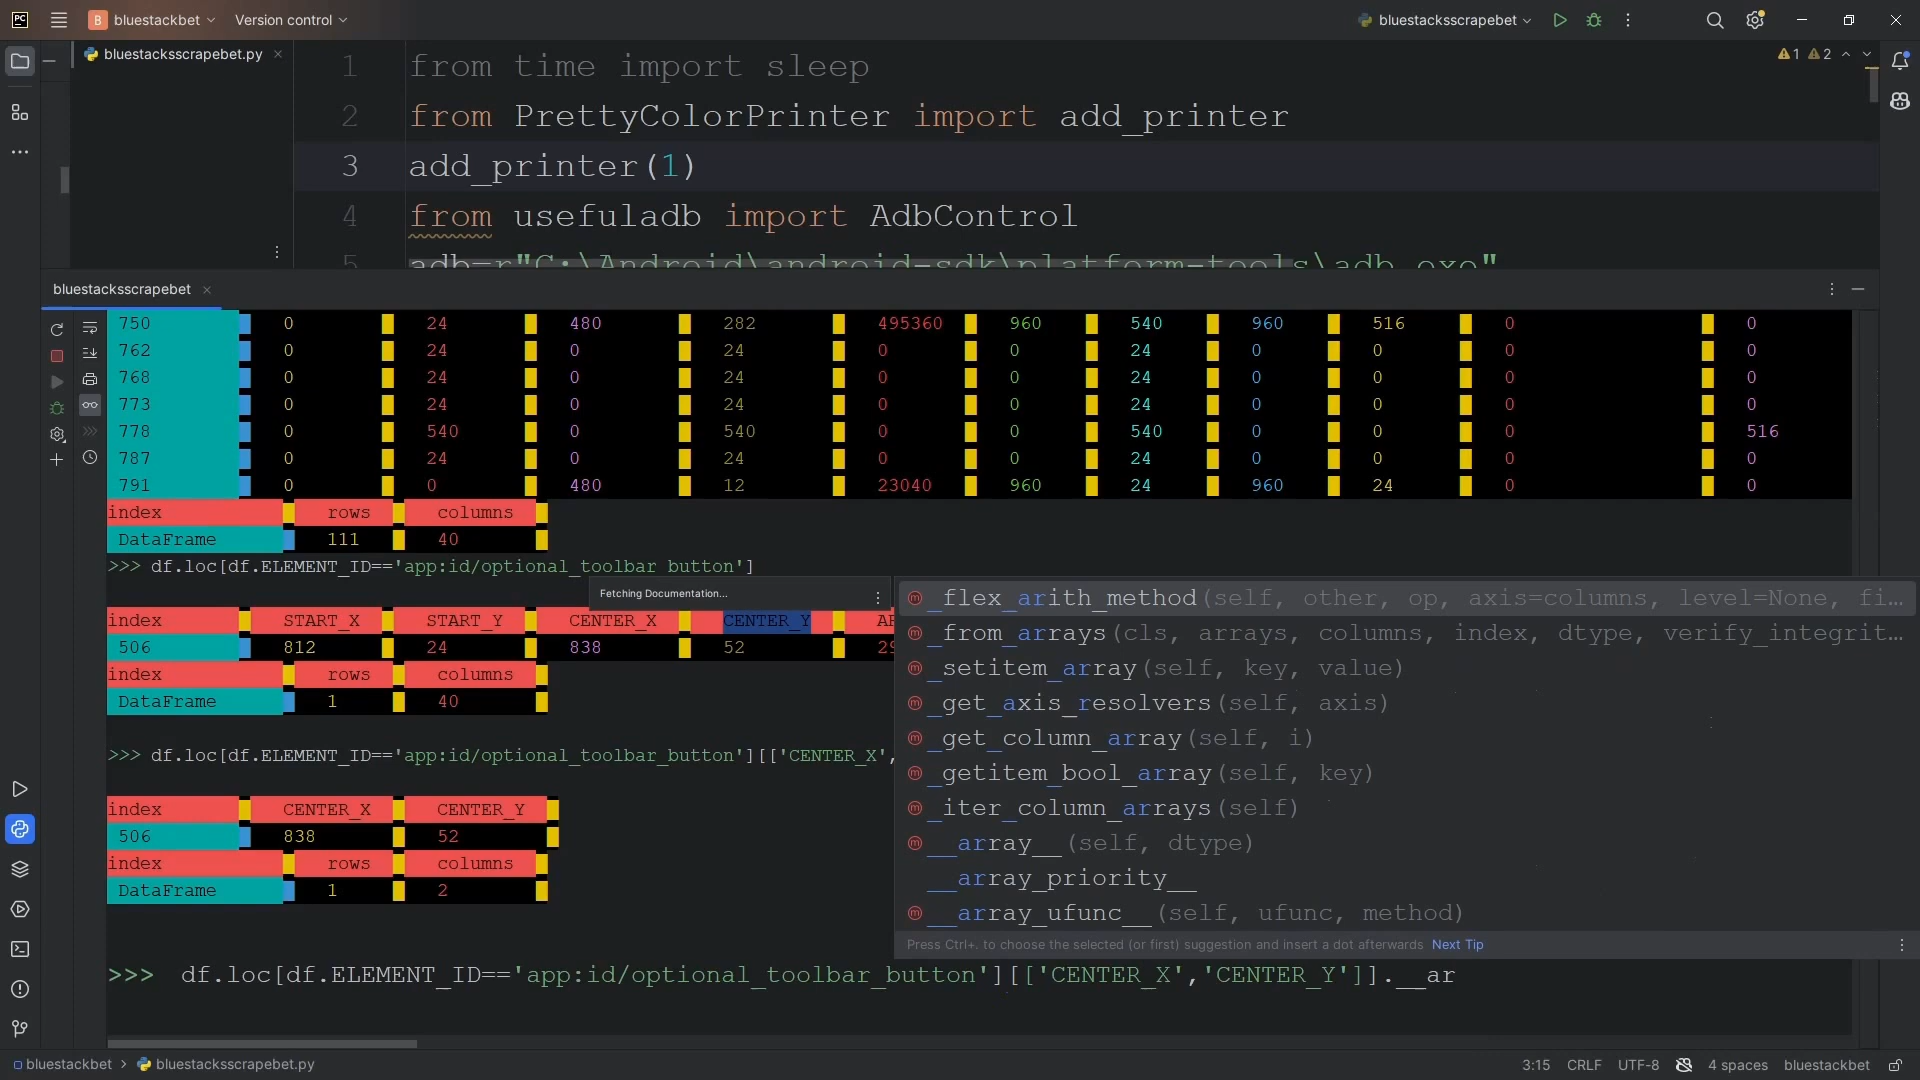 PC B bluestackbet Version control bluestacksscrapebet
bluestacksscrapebet.py
1 2
1 from time import sleep
2 from PrettyColorPrinter import add_printer
3 add_printer(1)
4 from usefuladb import AdbControl
5 adb=r"C:\Android\android-sdk\platform-tools\adb.exe"
bluestacksscrapebet
750 0 24 480 282 495360 960 540 960 516 0 0
762 0 24 0 24 0 0 24 0 0 0 0
768 0 24 0 24 0 0 24 0 0 0 0
773 0 24 0 24 0 0 24 0 0 0 0
778 0 540 0 540 0 0 540 0 0 0 516
787 0 24 0 24 0 0 24 0 0 0 0
791 0 0 480 12 23040 960 24 960 24 0 0
index rows columns
DataFrame 111 40
>>> df.loc[df.ELEMENT_ID=='app:id/optional_toolbar_button']
Fetching Documentation...
index START_X START_Y CENTER_X CENTER_Y
506 812 24 838 52
index rows columns
DataFrame 1 40
>>> df.loc[df.ELEMENT_ID=='app:id/optional_toolbar_button'][['CENTER_X',
index CENTER_X CENTER_Y
506 838 52
index rows columns
DataFrame 1 2
_flex_arith_method(self, other, op, axis=columns, level=None, fi...
_from_arrays(cls, arrays, columns, index, dtype, verify_integrit...
_setitem_array(self, key, value)
_get_axis_resolvers(self, axis)
_get_column_array(self, i)
_getitem_bool_array(self, key)
_iter_column_arrays(self)
__array__(self, dtype)
__array_priority__
__array_ufunc__(self, ufunc, method)
Press Ctrl+. to choose the selected (or first) suggestion and insert a dot afterwards Next Tip
>>> df.loc[df.ELEMENT_ID=='app:id/optional_toolbar_button'][['CENTER_X','CENTER_Y']].__ar
bluestackbet > bluestacksscrapebet.py 3:15 CRLF UTF-8 4 spaces bluestackbet